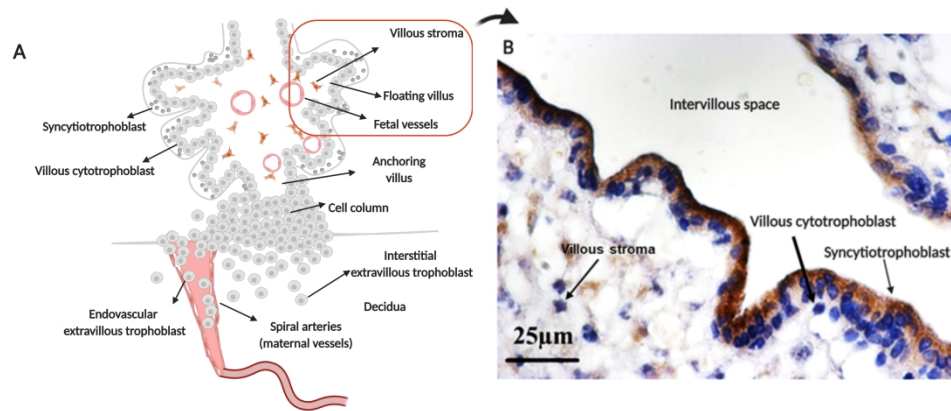 A
Villous stroma
Floating villus
Fetal vessels
Syncytiotrophoblast
Villous cytotrophoblast
Anchoring
villus
Cell column
Interstitial
extravillous trophoblast
Decidua
Endovascular
extravillous trophoblast
Spiral arteries
(maternal vessels)
B
Intervillous space
Villous cytotrophoblast
Syncytiotrophoblast
Villous stroma
25µm